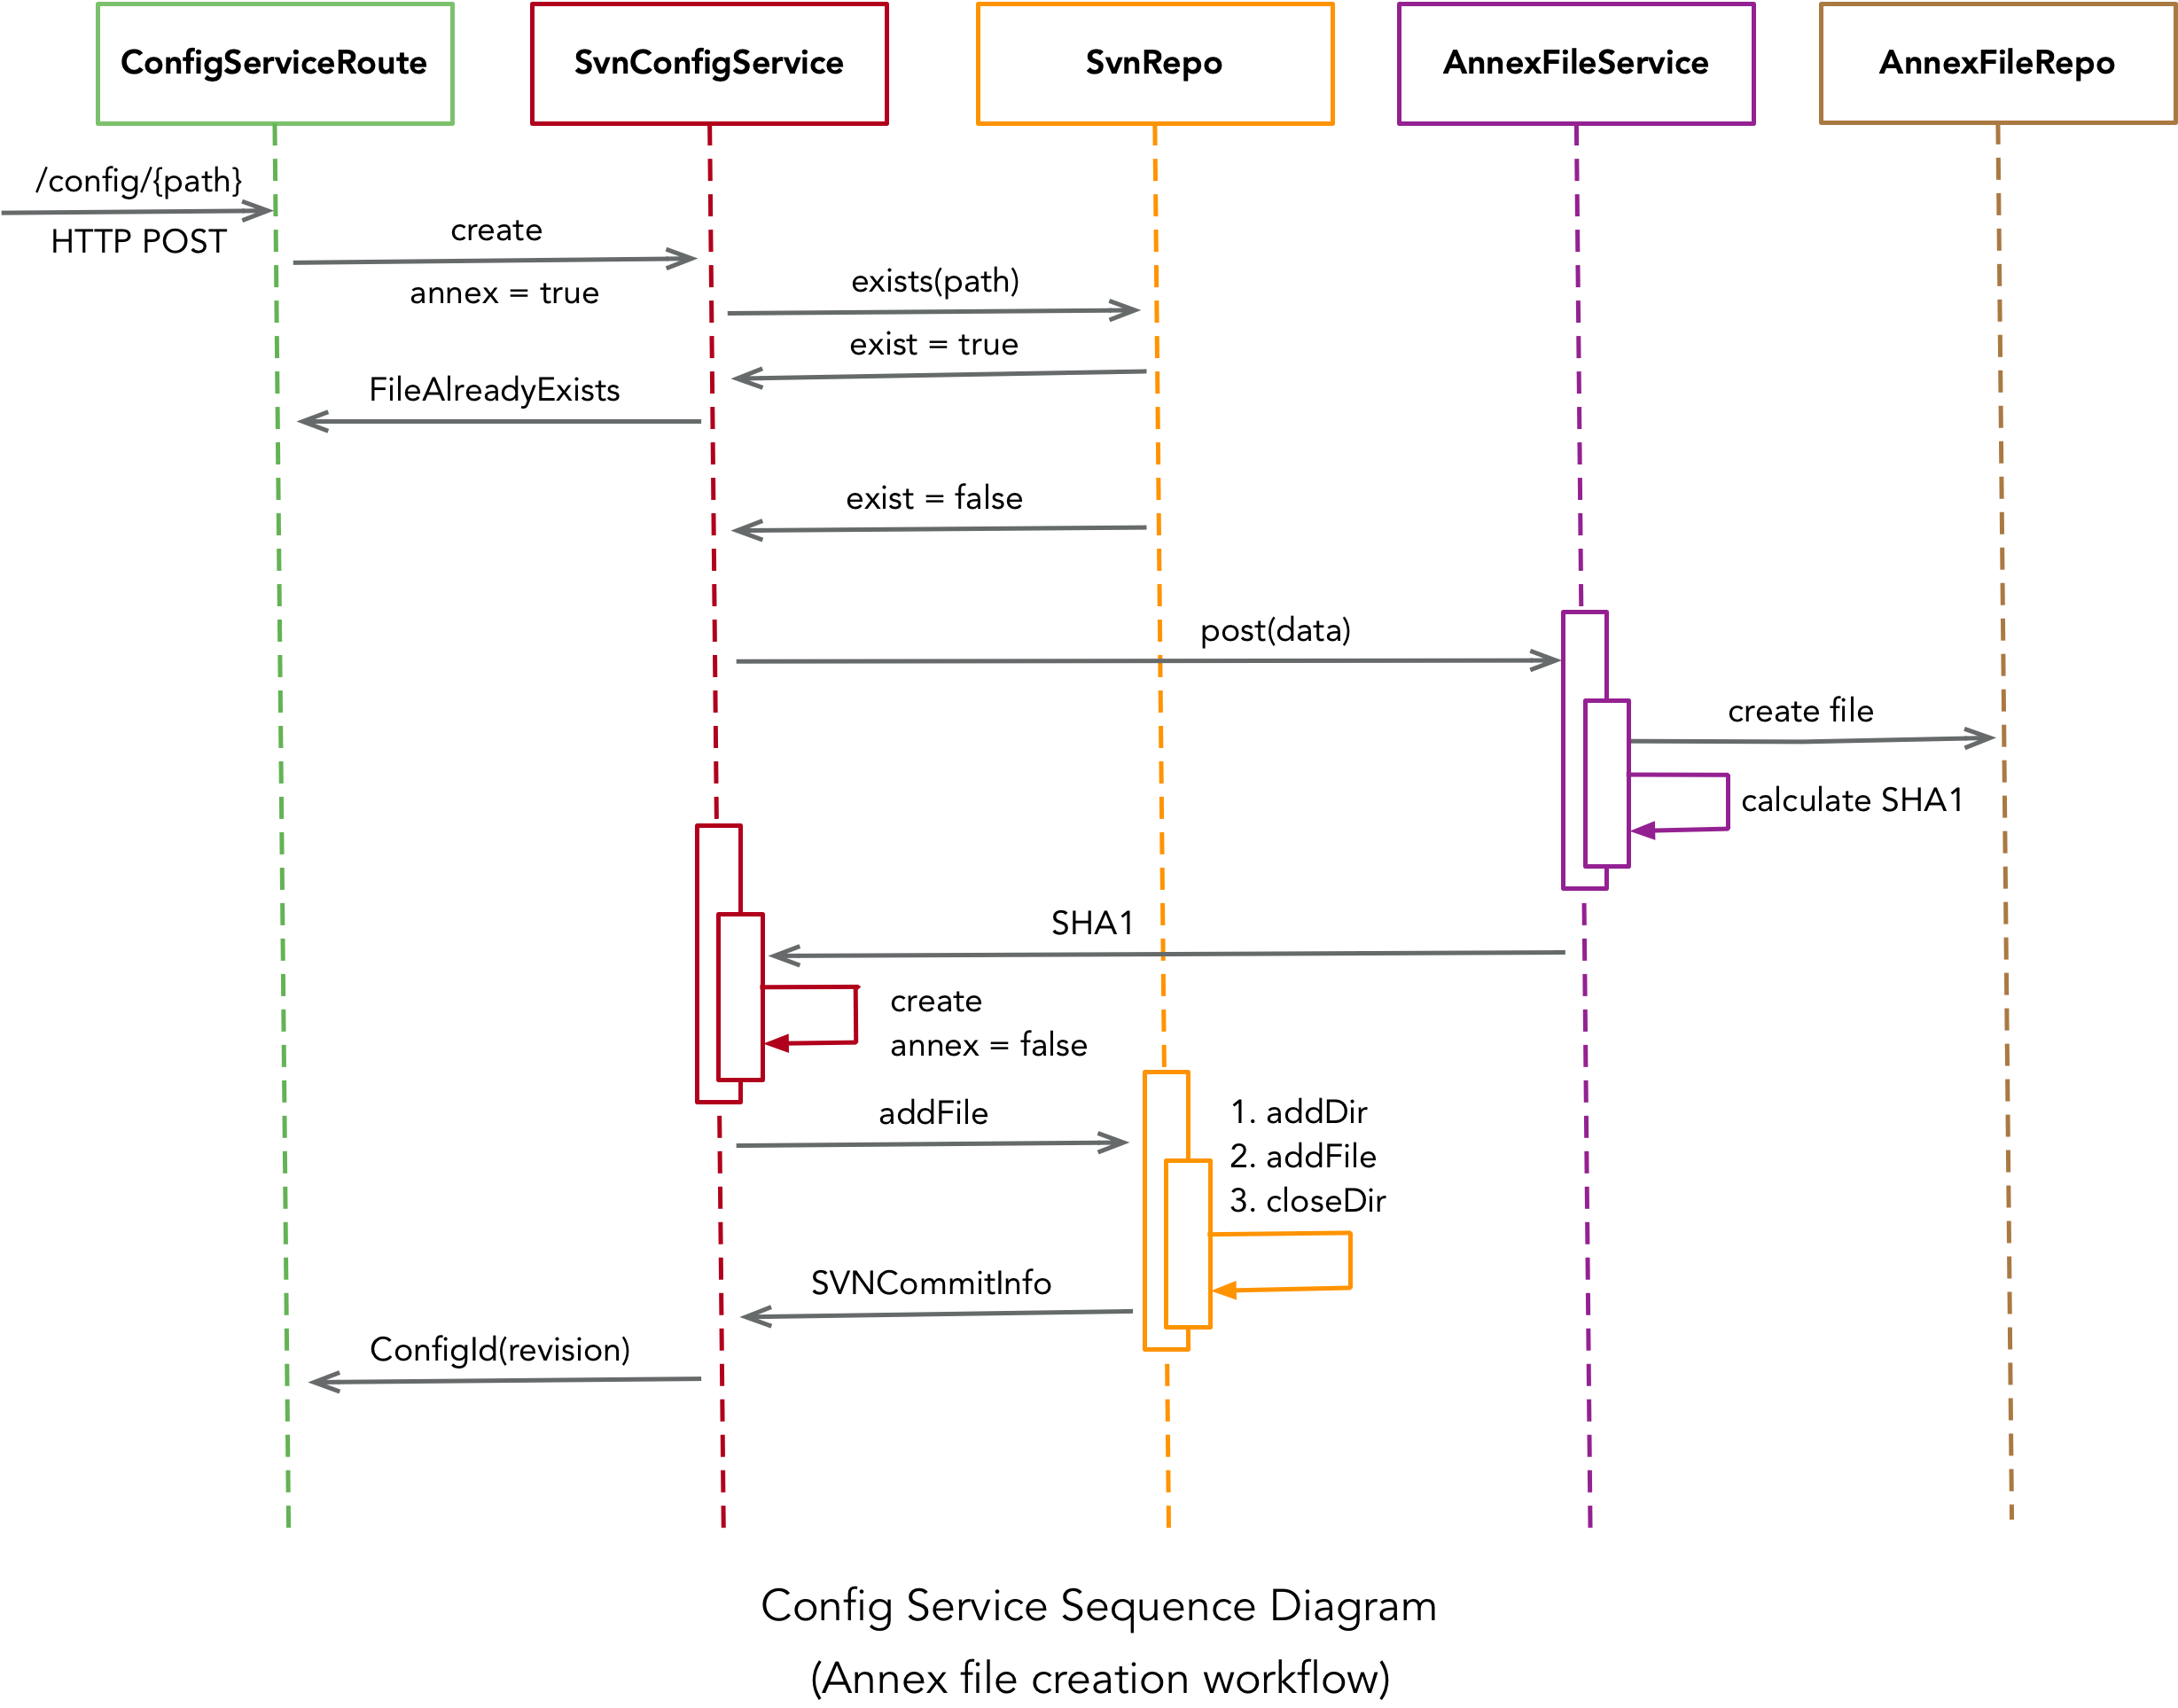 ConfigServiceRoute
SvnConfigService
SvnRepo
AnnexFileService
AnnexFileRepo
/config/{path}
HTTP POST
create
annex = true
exists(path)
exist = true
FileAlreadyExists
exist = false
post(data)
create file
calculate SHA1
SHA1
create
annex = false
addFile
1. addDir
2. addFile
3. closeDir
SVNCommitInfo
ConfigId(revision)
Config Service Sequence Diagram
(Annex file creation workflow)